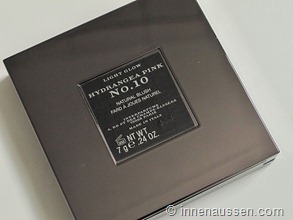 LIGHT GLOW
HYDRANGEA PINK
No.10
NATURAL BLUSH
FARD À JOUES NATUREL
MADE IN ITALY
NT WT.
7 g e .24 OZ.
© innenaussen.com